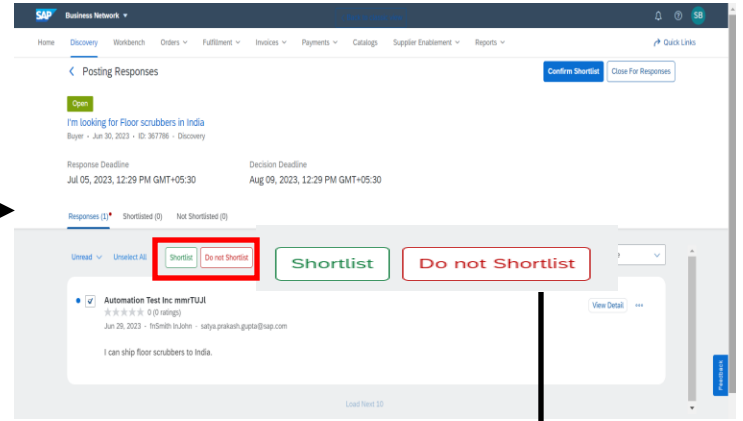 SAP Business Network
SB
Home Discovery Workbench Orders Fulfillment Invoices Payments Catalogs Supplier Enablement Reports Quick Links
Posting Responses Confirm Shortlist Close For Responses
Open
I'm looking for Floor scrubbers in India
Buyer - Jun 30, 2023 - ID: 367786 - Discovery
Response Deadline Decision Deadline
Jul 05, 2023, 12:29 PM GMT+05:30 Aug 09, 2023, 12:29 PM GMT+05:30
Responses (1) Shortlisted (0) Not Shortlisted (0)
Unread Unselect All Shortlist Do not Shortlist Shortlist Do not Shortlist
Automation Test Inc mmrTUJl View Detail
0 (0 ratings)
Jun 29, 2023 - satya.prakash.gupta@sap.com
I can ship floor scrubbers to India.
Feedback
Load Next 10